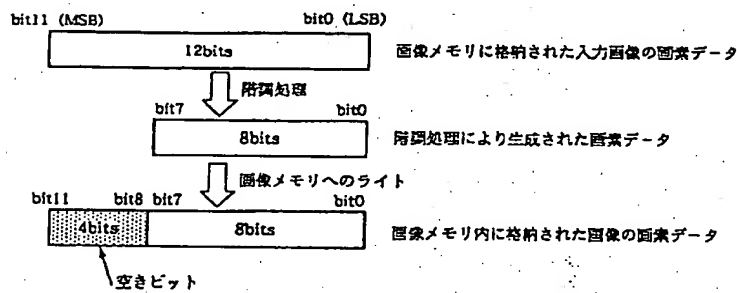 bit11 (MSB) bit0 (LSB)
12bits 画像メモリに格納された入力画像の画素データ
階調処理
bit7 bit0
8bits 階調処理により生成された画素データ
画像メモリへのライト
bit11 bit8 bit7 bit0
4bits 8bits 画像メモリ内に格納された画像の画素データ
空きビット